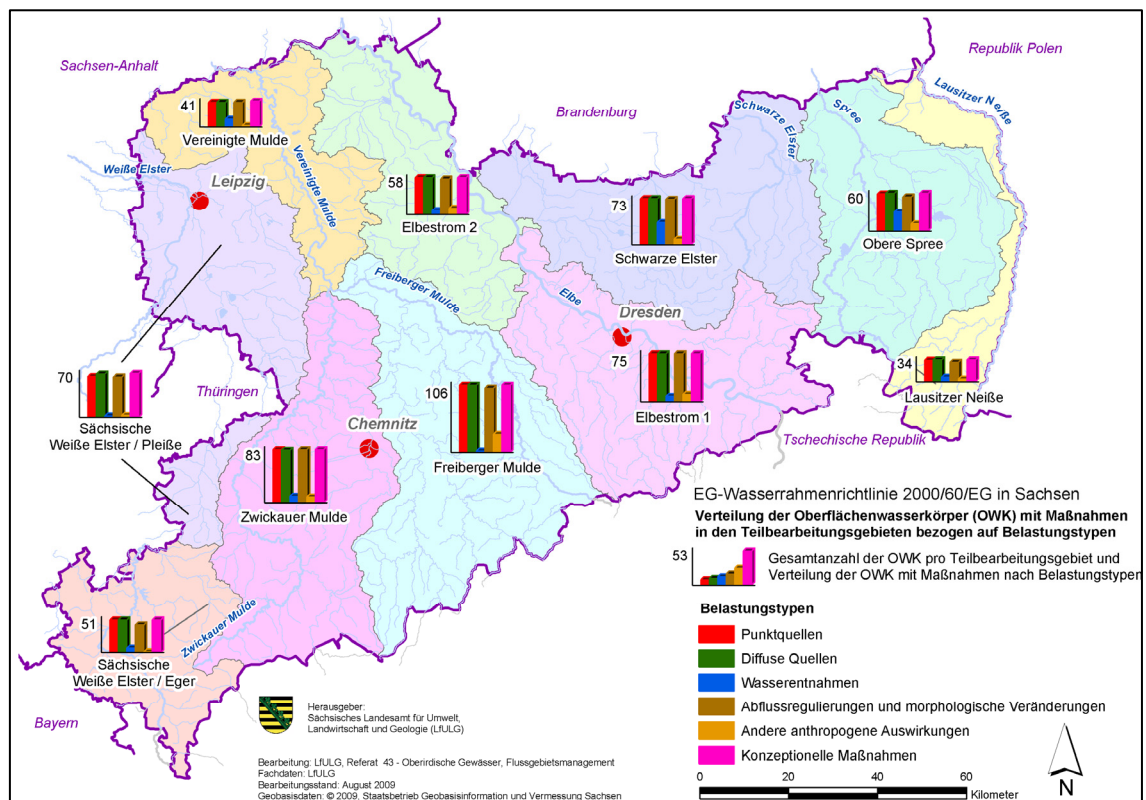 Republik Polen
Sachsen-Anhalt
Lausitzer Neiße
Brandenburg
Schwarze Elster
Spree
41
Vereinigte Mulde
Weiße Elster
Leipzig
Vereinigte Mulde
58
Elbestrom 2
73
Schwarze Elster
60
Obere Spree
Freiberger Mulde
Elbe
Dresden
70
Thüringen
Sächsische
Weiße Elster / Pleiße
75
Elbestrom 1
34
Lausitzer Neiße
106
Freiberger Mulde
Chemnitz
83
Zwickauer Mulde
Tschechische Republik
51
Sächsische
Weiße Elster / Eger
Zwickauer Mulde
Bayern
EG-Wasserrahmenrichtlinie 2000/60/EG in Sachsen
Verteilung der Oberflächenwasserkörper (OWK) mit Maßnahmen
in den Teilbearbeitungsgebieten bezogen auf Belastungstypen
53
Gesamtanzahl der OWK pro Teilbearbeitungsgebiet und
Verteilung der OWK mit Maßnahmen nach Belastungstypen
Belastungstypen
Punktquellen
Diffuse Quellen
Wasserentnahmen
Abflussregulierungen und morphologische Veränderungen
Andere anthropogene Auswirkungen
Konzeptionelle Maßnahmen
0 20 40 60
Kilometer
N
Herausgeber:
Sächsisches Landesamt für Umwelt,
Landwirtschaft und Geologie (LfULG)
Bearbeitung: LfULG, Referat 43 - Oberirdische Gewässer, Flussgebietsmanagement
Fachdaten: LfULG
Bearbeitungsstand: August 2009
Geobasisdaten: © 2009, Staatsbetrieb Geobasisinformation und Vermessung Sachsen